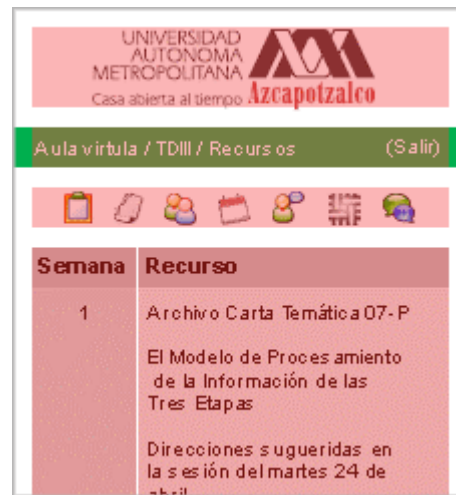 UNIVERSIDAD
AUTONOMA
METROPOLITANA
Casa abierta al tiempo Azcapotzalco
Aula virtula / TDIII / Recursos (Salir)
Semana Recurso
1 Archivo Carta Temática 07-P
El Modelo de Procesamiento
de la Información de las
Tres Etapas
Direcciones sugueridas en
la sesión del martes 24 de